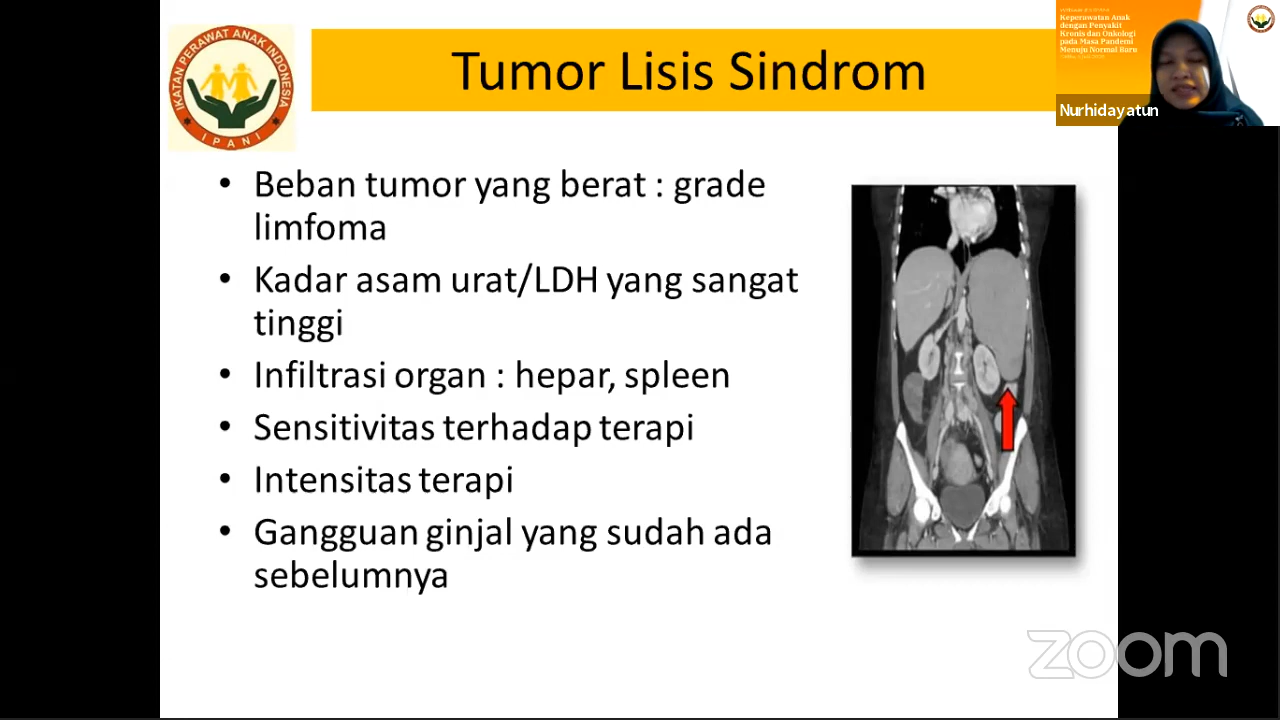 IKATAN PERAWAT ANAK INDONESIA
IPANI
Tumor Lisis Sindrom
Keperawatan Anak
dengan Penyakit
Kronis dan Onkologi
pada Masa Pandemi
Menuju Normal Baru
Nurhidayatun
• Beban tumor yang berat : grade
limfoma
• Kadar asam urat/LDH yang sangat
tinggi
• Infiltrasi organ : hepar, spleen
• Sensitivitas terhadap terapi
• Intensitas terapi
• Gangguan ginjal yang sudah ada
sebelumnya
zoom